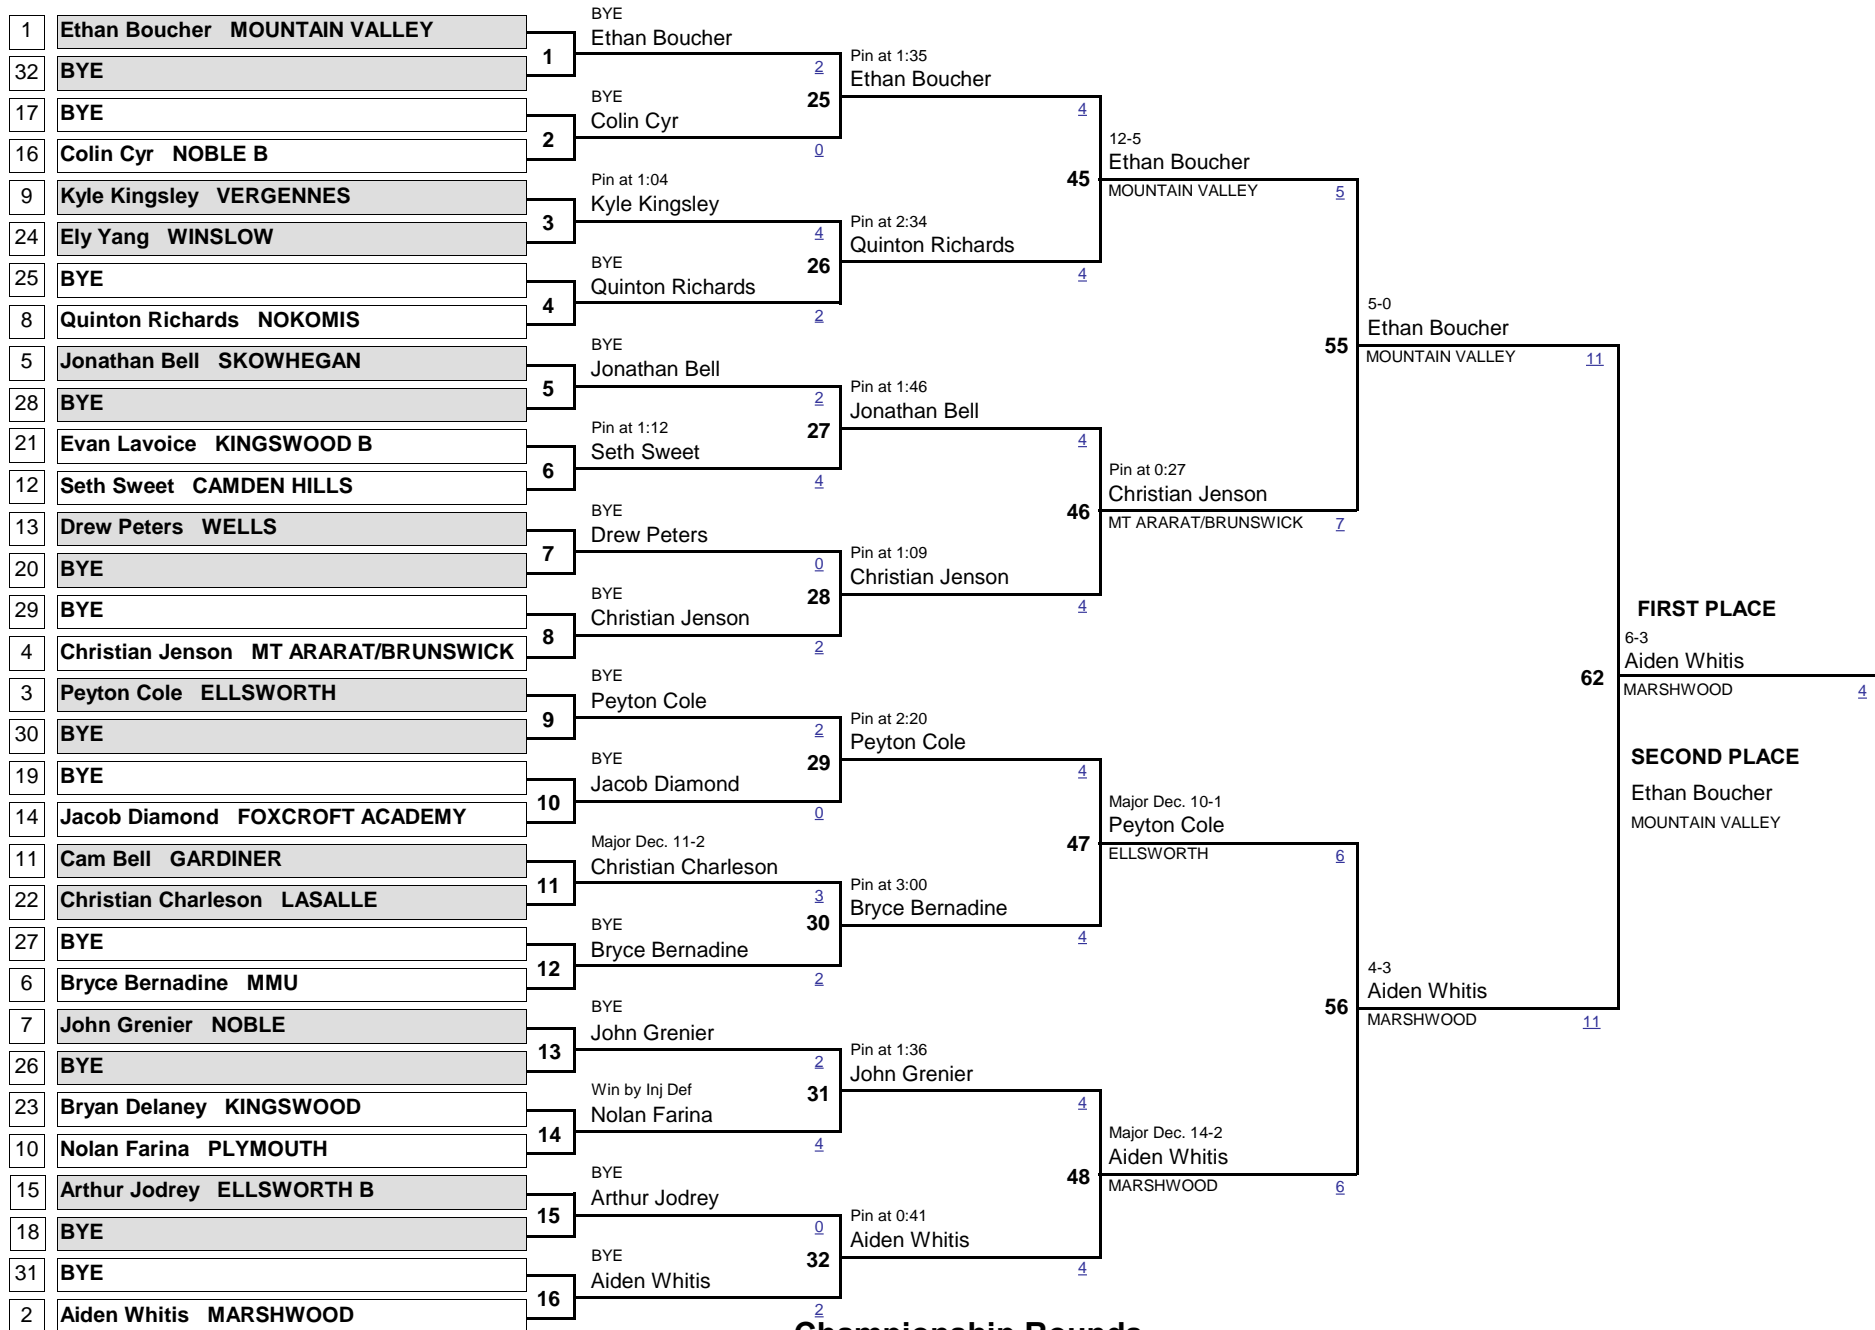 1 Ethan Boucher MOUNTAIN VALLEY
32 BYE
17 BYE
16 Colin Cyr NOBLE B
9 Kyle Kingsley VERGENNES
24 Ely Yang WINSLOW
25 BYE
8 Quinton Richards NOKOMIS
5 Jonathan Bell SKOWHEGAN
28 BYE
21 Evan Lavoice KINGSWOOD B
12 Seth Sweet CAMDEN HILLS
13 Drew Peters WELLS
20 BYE
29 BYE
4 Christian Jenson MT ARARAT/BRUNSWICK
3 Peyton Cole ELLSWORTH
30 BYE
19 BYE
14 Jacob Diamond FOXCROFT ACADEMY
11 Cam Bell GARDINER
22 Christian Charleson LASALLE
27 BYE
6 Bryce Bernadine MMU
7 John Grenier NOBLE
26 BYE
23 Bryan Delaney KINGSWOOD
10 Nolan Farina PLYMOUTH
15 Arthur Jodrey ELLSWORTH B
18 BYE
31 BYE
2 Aiden Whitis MARSHWOOD
BYE
1 Ethan Boucher
2
BYE
2 Colin Cyr
0
Pin at 1:04
3 Kyle Kingsley
4
BYE
4 Quinton Richards
2
BYE
5 Jonathan Bell
2
Pin at 1:12
6 Seth Sweet
4
BYE
7 Drew Peters
0
BYE
8 Christian Jenson
2
BYE
9 Peyton Cole
2
BYE
10 Jacob Diamond
0
Major Dec. 11-2
11 Christian Charleson
3
BYE
12 Bryce Bernadine
2
BYE
13 John Grenier
2
Win by Inj Def
14 Nolan Farina
4
BYE
15 Arthur Jodrey
0
BYE
16 Aiden Whitis
2
Pin at 1:35
25 Ethan Boucher
4
Pin at 2:34
26 Quinton Richards
4
Pin at 1:46
27 Jonathan Bell
4
Pin at 1:09
28 Christian Jenson
4
Pin at 2:20
29 Peyton Cole
4
Pin at 3:00
30 Bryce Bernadine
4
Pin at 1:36
31 John Grenier
4
Pin at 0:41
32 Aiden Whitis
4
12-5
45 Ethan Boucher
MOUNTAIN VALLEY 5
Pin at 0:27
46 Christian Jenson
MT ARARAT/BRUNSWICK 7
Major Dec. 10-1
47 Peyton Cole
ELLSWORTH 6
Major Dec. 14-2
48 Aiden Whitis
MARSHWOOD 6
5-0
55 Ethan Boucher
MOUNTAIN VALLEY 11
4-3
56 Aiden Whitis
MARSHWOOD 11
FIRST PLACE
6-3
62 Aiden Whitis
MARSHWOOD 4
SECOND PLACE
Ethan Boucher
MOUNTAIN VALLEY
Championship Rounds